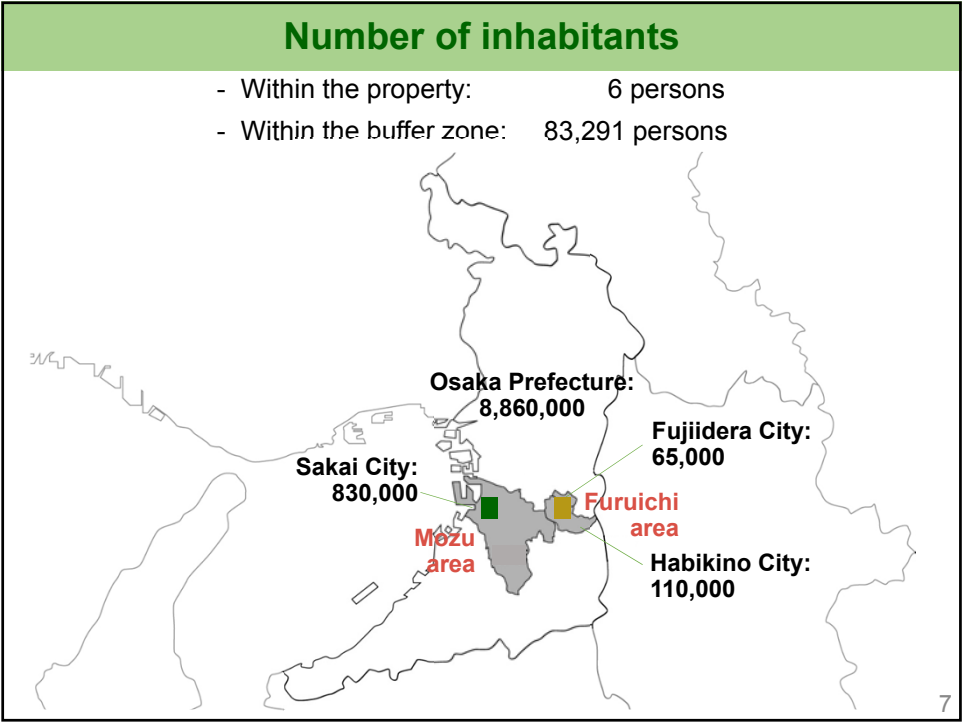 Number of inhabitants
- Within the property: 6 persons
- Within the buffer zone: 83,291 persons
Osaka Prefecture:
8,860,000
Fujiidera City:
65,000
Sakai City:
830,000
Furuichi
area
Mozu
area
Habikino City:
110,000
7